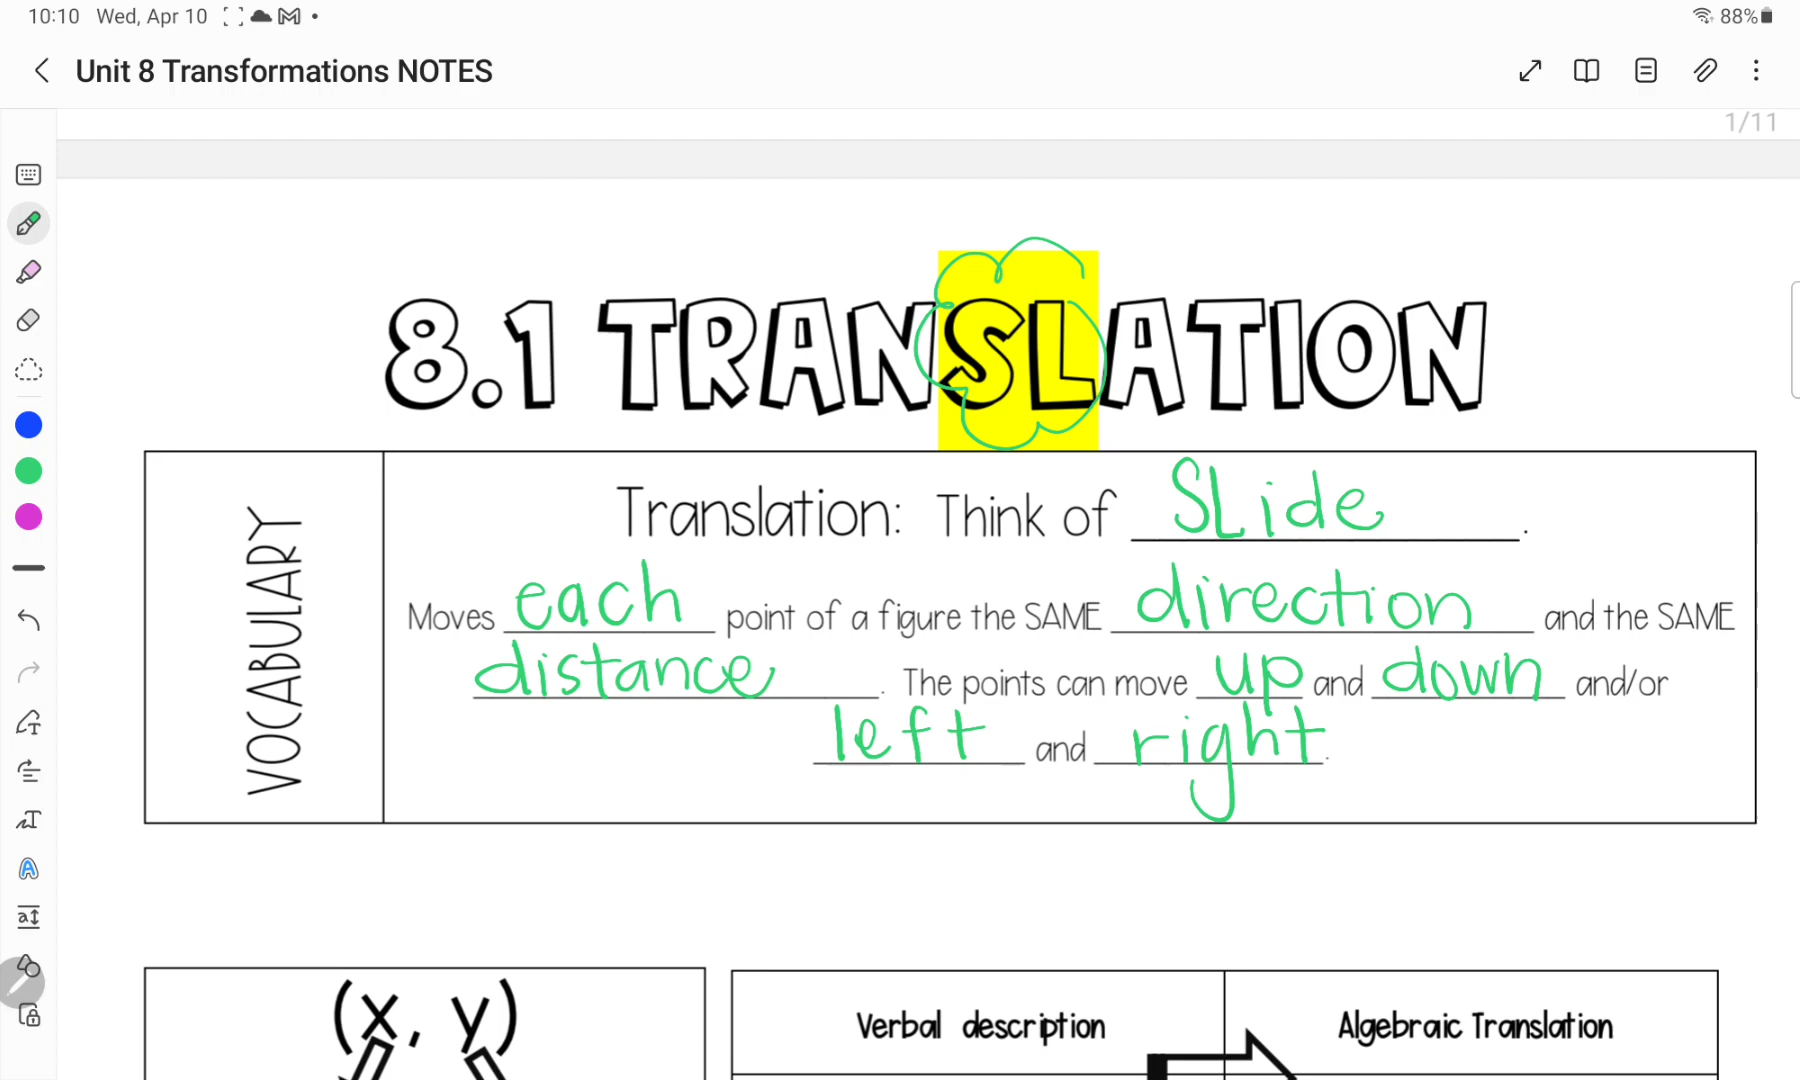 10:10 Wed, Apr 10 88%
Unit 8 Transformations NOTES
1/11
8.1 TRANSLATION
VOCABULARY
Translation: Think of SLide.
Moves each point of a figure the SAME direction and the SAME
distance. The points can move up and down and/or
left and right.
(x, y)
Verbal description Algebraic Translation